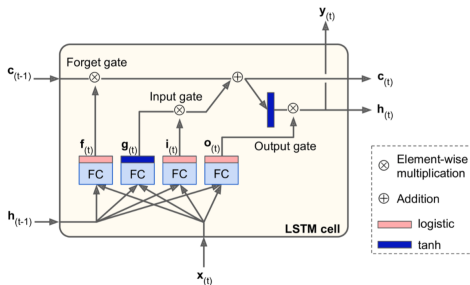 y(t)
Forget gate
c(t-1)
c(t)
Input gate
h(t)
f(t)
g(t)
i(t)
o(t)
Output gate
FC
FC
FC
FC
Element-wise
multiplication
Addition
h(t-1)
logistic
LSTM cell
tanh
x(t)